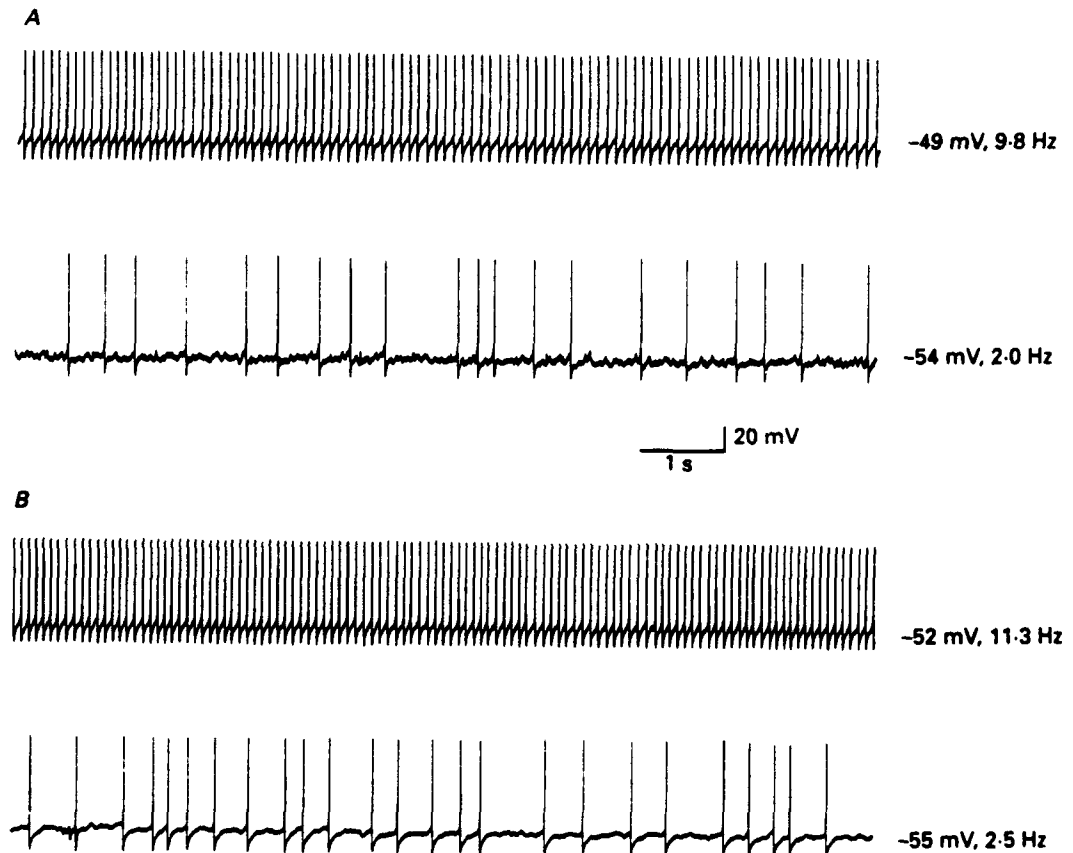 A
–49 mV, 9·8 Hz
–54 mV, 2·0 Hz
20 mV
1 s
B
–52 mV, 11·3 Hz
–55 mV, 2·5 Hz